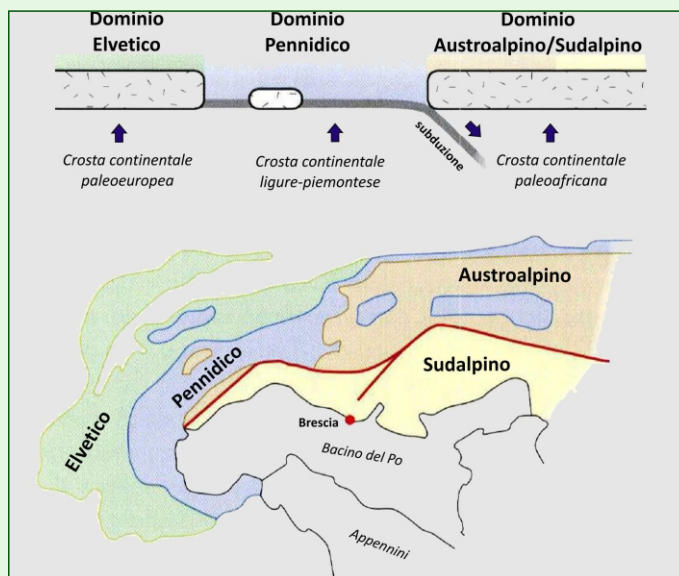 Dominio
Elvetico
Dominio
Pennidico
Dominio
Austroalpino/Sudalpino
subduzione
Crosta continentale
paleoeuropea
Crosta continentale
ligure-piemontese
Crosta continentale
paleoafricana
Austroalpino
Pennidico
Sudalpino
Elvetico
Brescia
Bacino del Po
Appennini